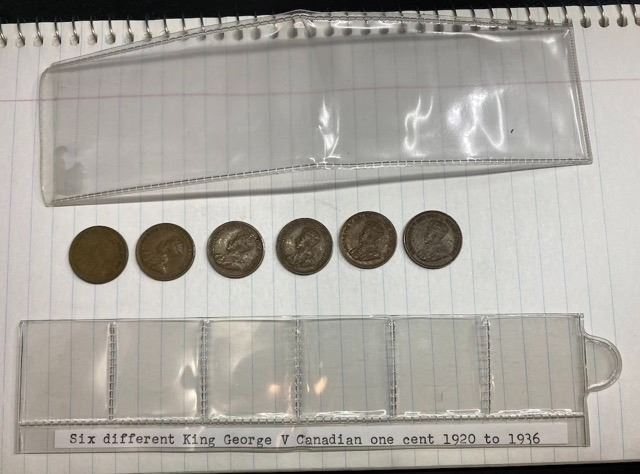 Six different King George V Canadian one cent 1920 to 1936